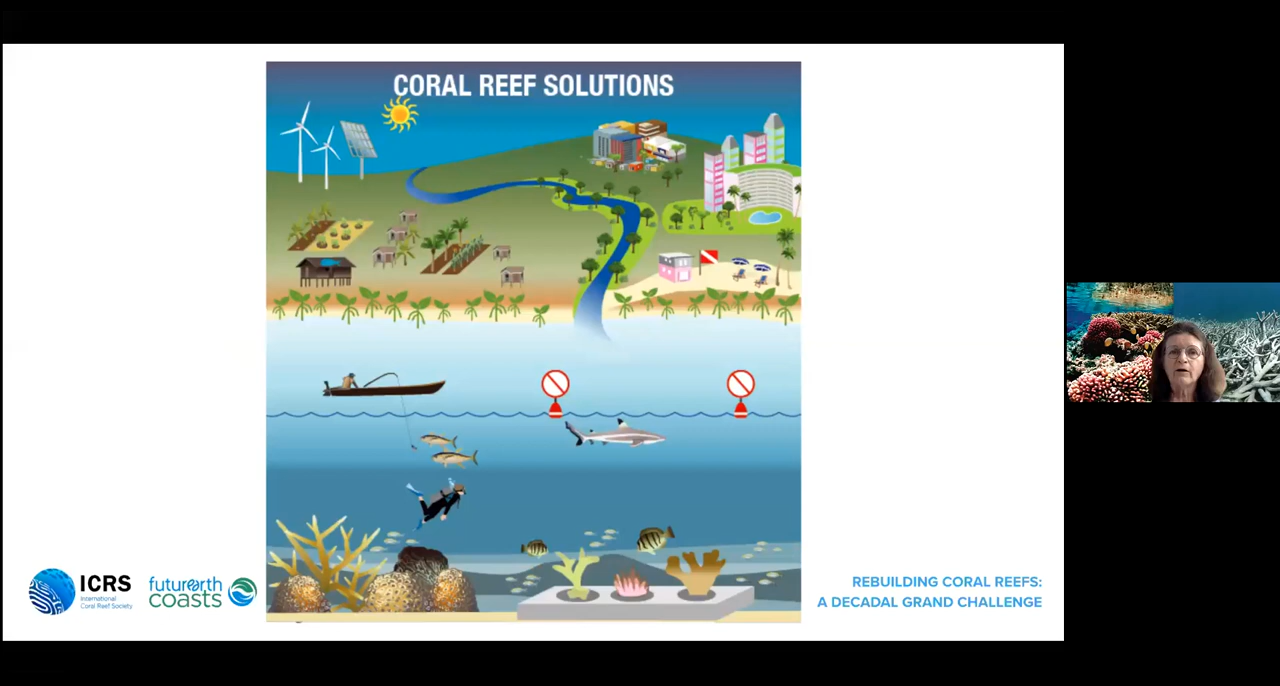 CORAL REEF SOLUTIONS
ICRS
International
Coral Reef Society
futurearth
coasts
REBUILDING CORAL REEFS:
A DECADAL GRAND CHALLENGE